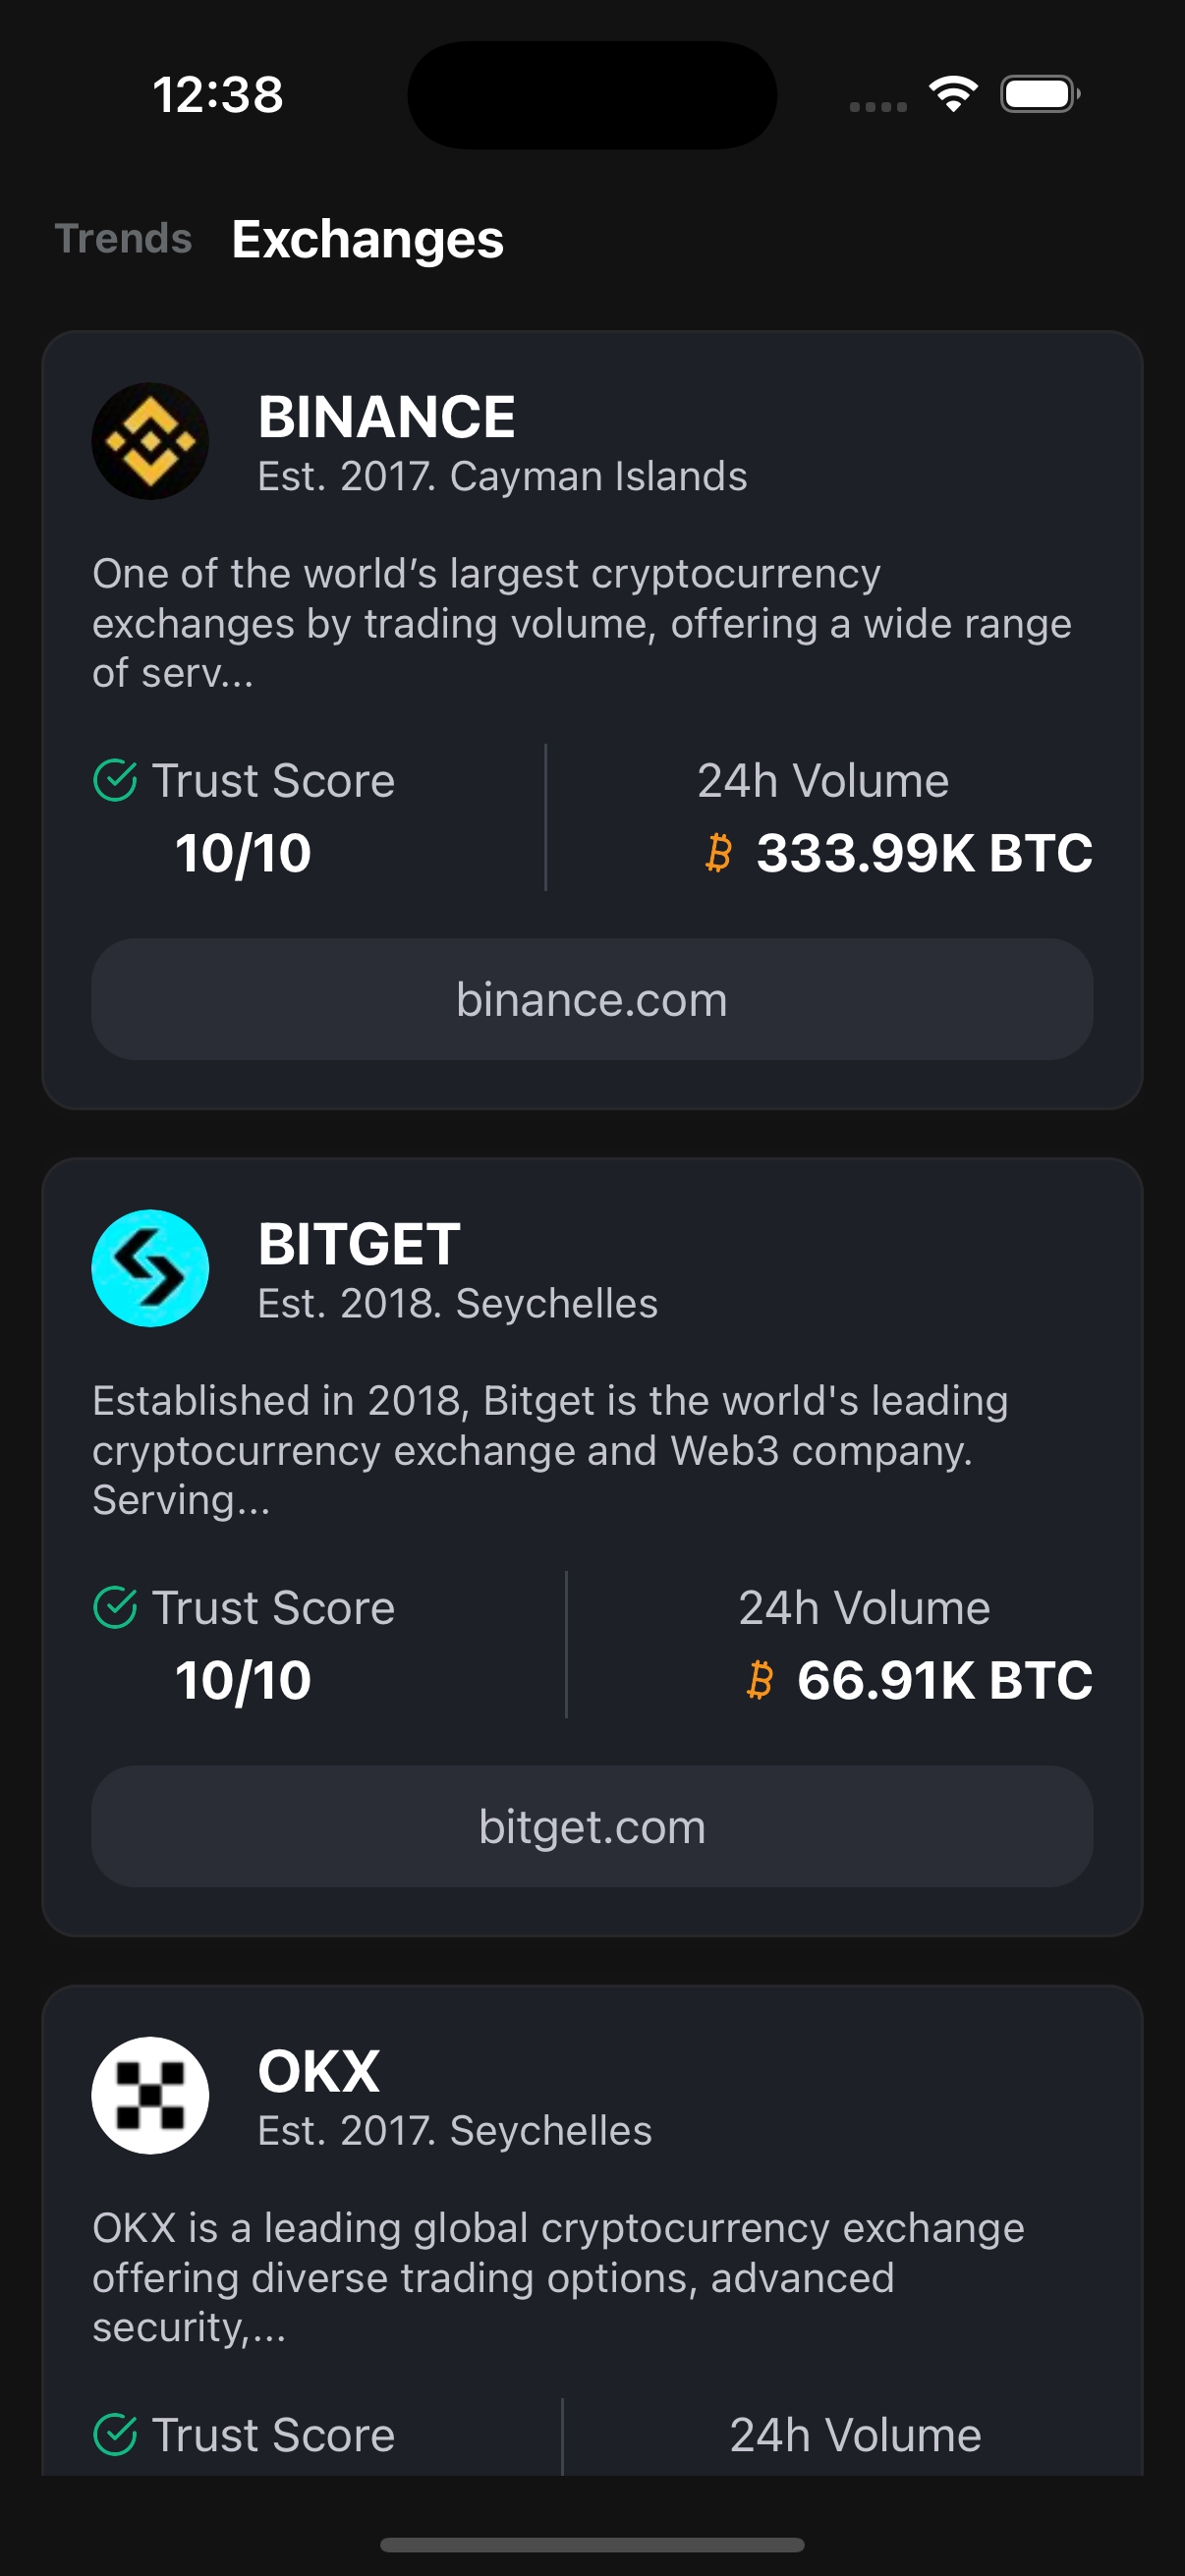 12:38
Trends Exchanges
BINANCE
Est. 2017. Cayman Islands
One of the world’s largest cryptocurrency
exchanges by trading volume, offering a wide range
of serv...
Trust Score 24h Volume
10/10 333.99K BTC
binance.com
BITGET
Est. 2018. Seychelles
Established in 2018, Bitget is the world's leading
cryptocurrency exchange and Web3 company.
Serving...
Trust Score 24h Volume
10/10 66.91K BTC
bitget.com
OKX
Est. 2017. Seychelles
OKX is a leading global cryptocurrency exchange
offering diverse trading options, advanced
security,...
Trust Score 24h Volume